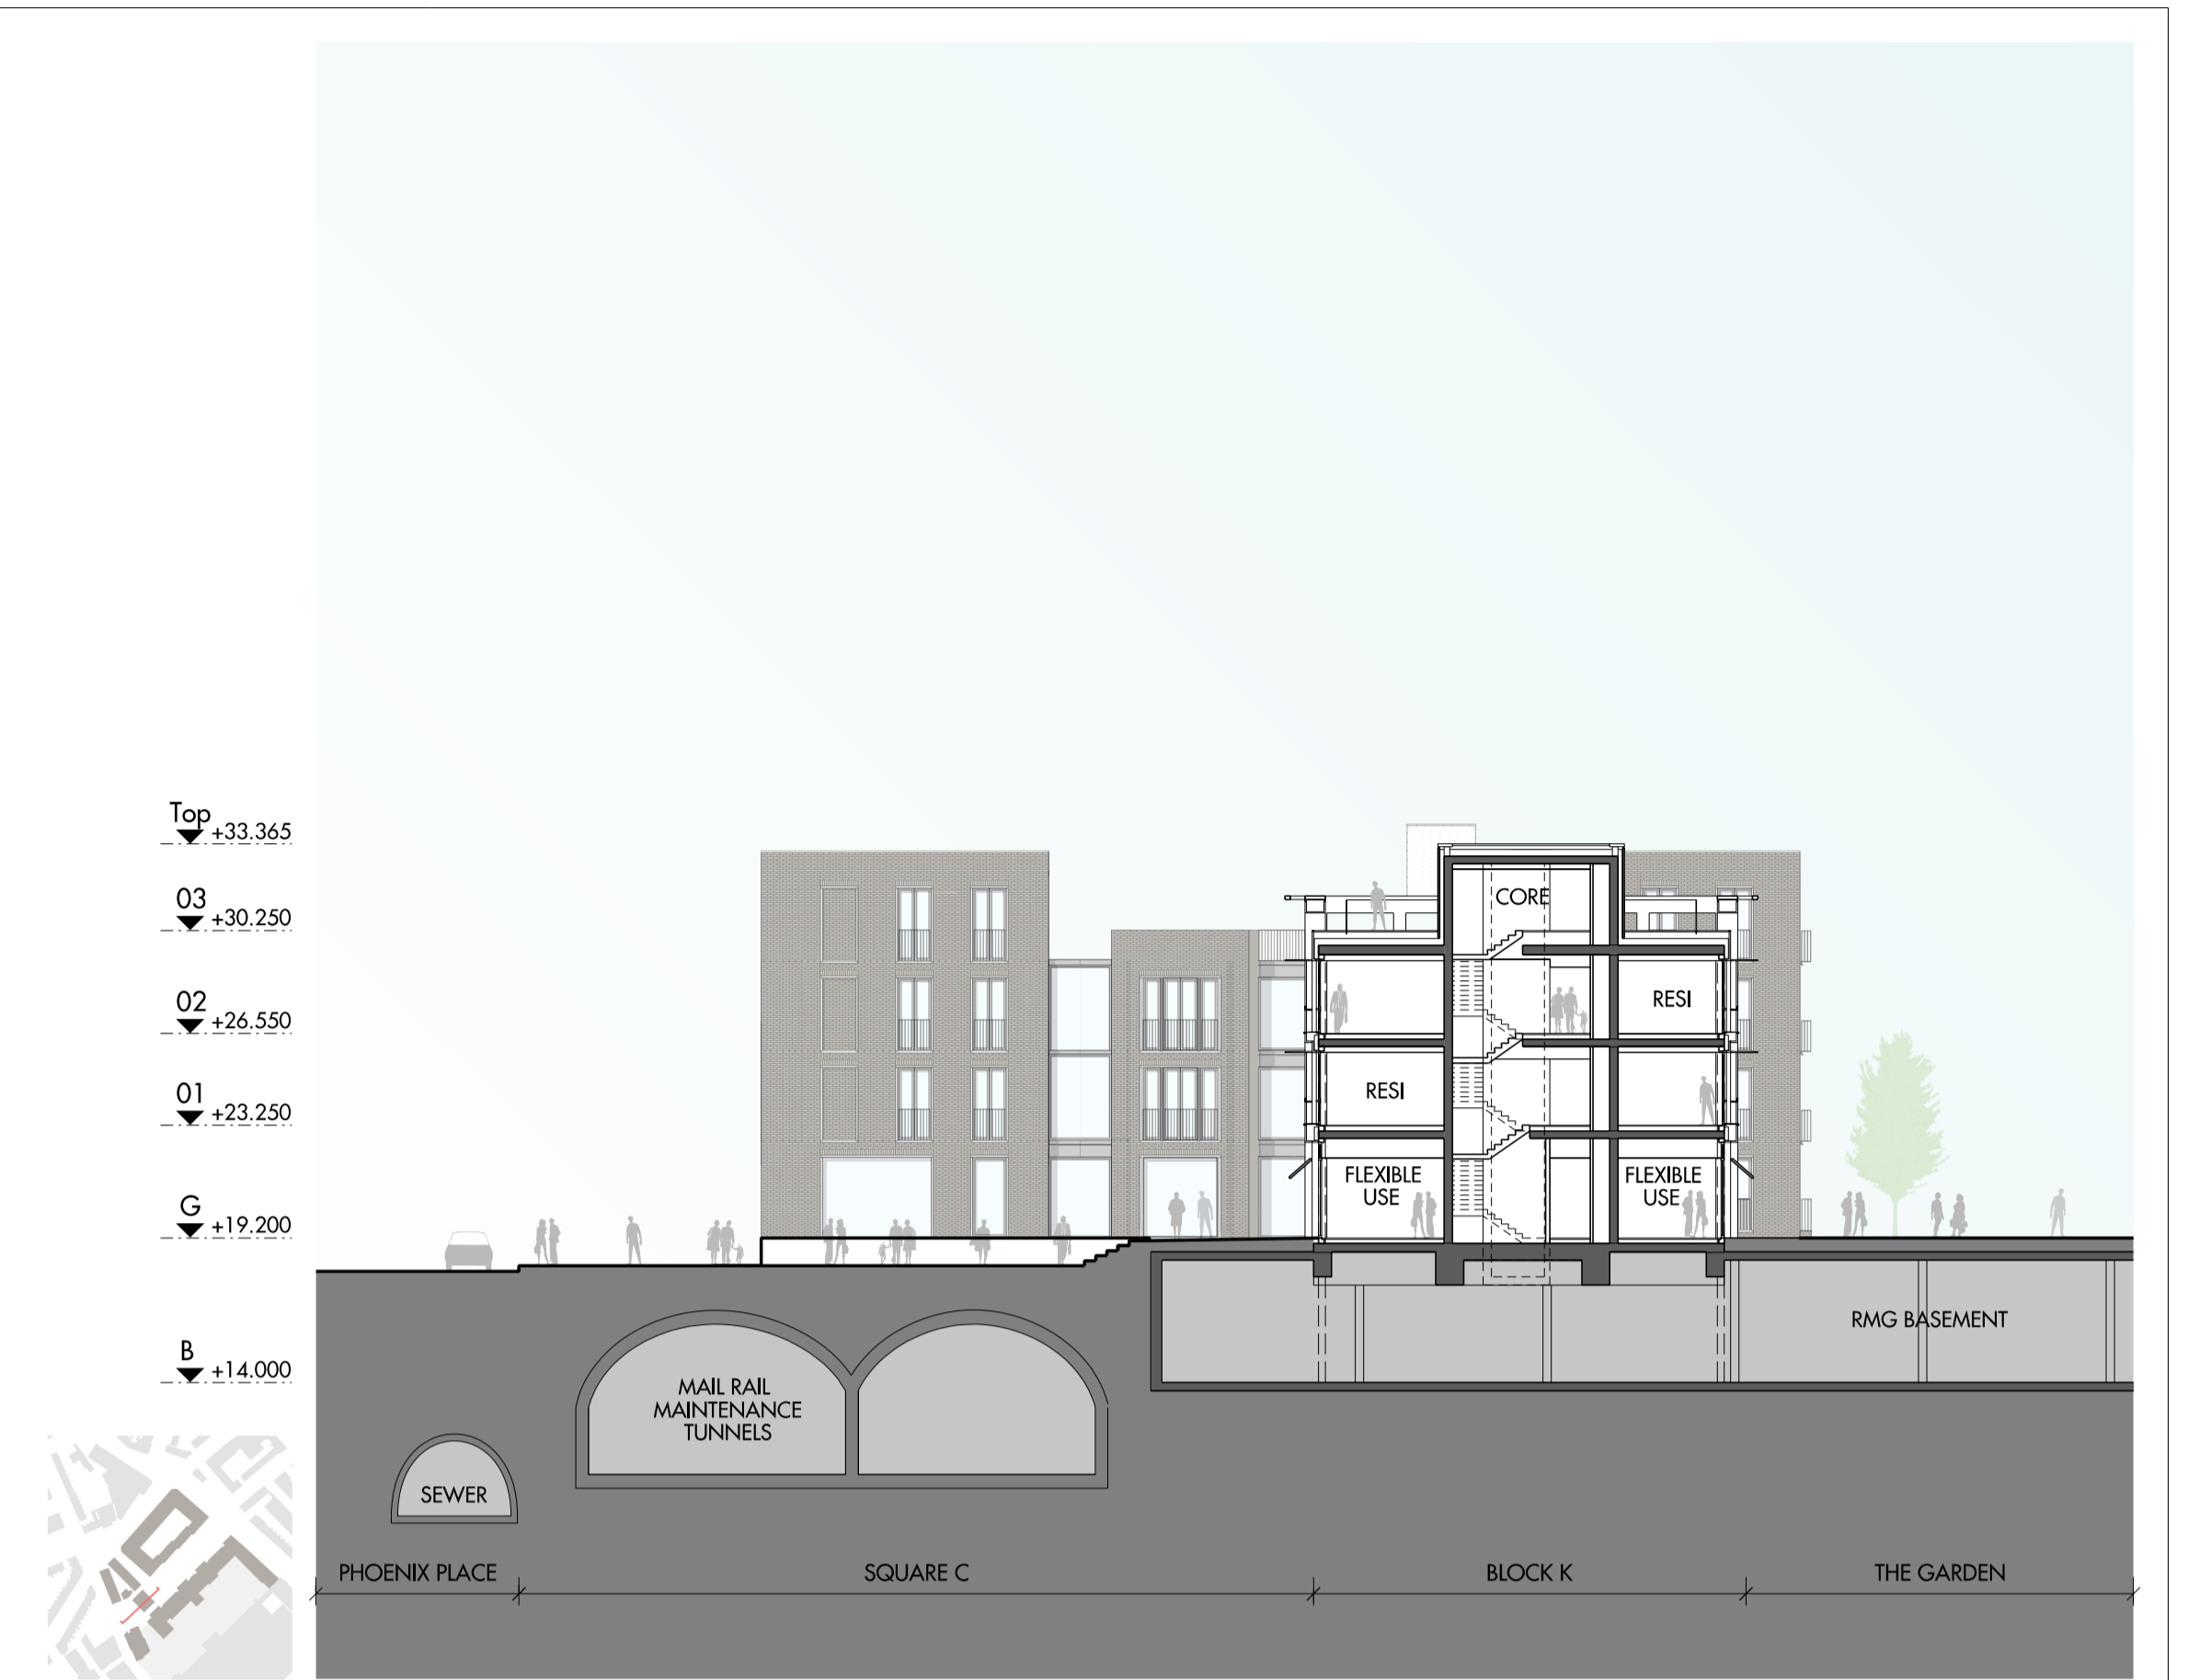 Top
+33.365
03
+30.250
02
+26.550
01
+23.250
G
+19.200
B
+14.000
CORE
RESI
RESI
FLEXIBLE
USE
FLEXIBLE
USE
RMG BASEMENT
MAIL RAIL
MAINTENANCE
TUNNELS
SEWER
PHOENIX PLACE
SQUARE C
BLOCK K
THE GARDEN